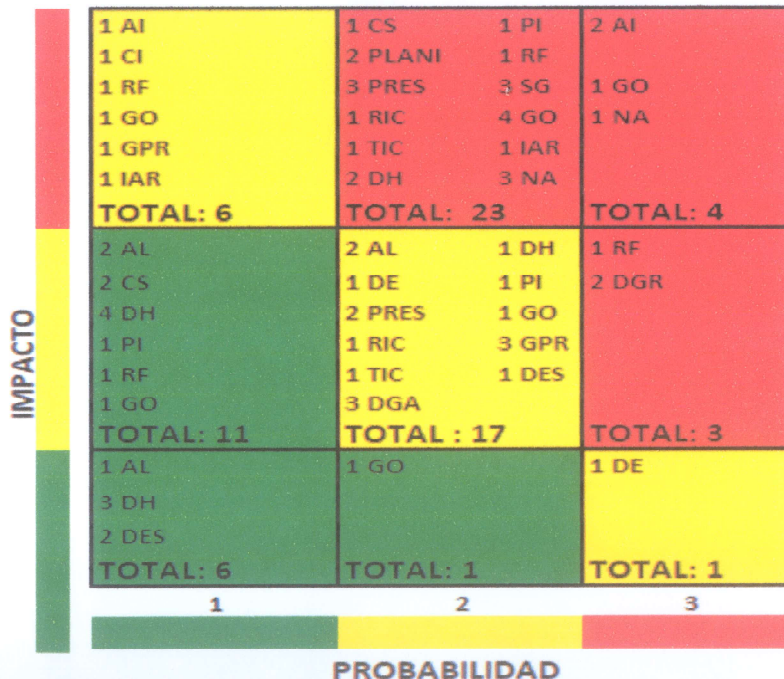 1 AI
1 CI
1 RF
1 GO
1 GPR
1 IAR
TOTAL: 6
1 CS 1 PI
2 PLANI 1 RF
3 PRES 3 SG
1 RIC 4 GO
1 TIC 1 IAR
2 DH 3 NA
TOTAL: 23
2 AI
1 GO
1 NA
TOTAL: 4
2 AL
2 CS
4 DH
1 PI
1 RF
1 GO
TOTAL: 11
2 AL 1 DH
1 DE 1 PI
2 PRES 1 GO
1 RIC 3 GPR
1 TIC 1 DES
3 DGA
TOTAL : 17
1 RF
2 DGR
TOTAL: 3
1 AL
3 DH
2 DES
TOTAL: 6
1 GO
TOTAL: 1
1 DE
TOTAL: 1
IMPACTO
1 2 3
PROBABILIDAD